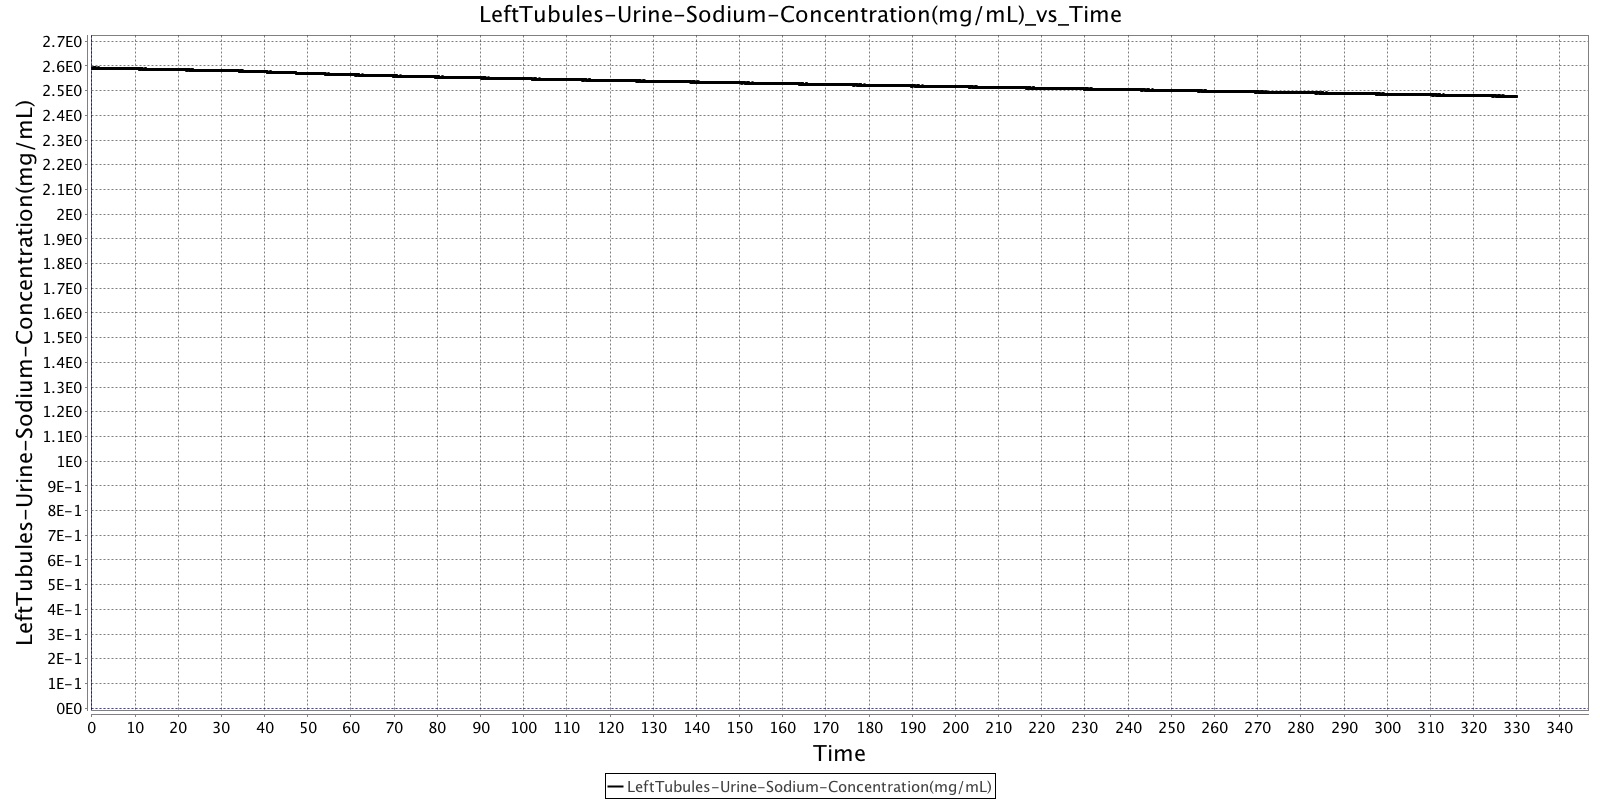 LeftTubules-Urine-Sodium-Concentration(mg/mL)_vs_Time
LeftTubules-Urine-Sodium-Concentration(mg/mL)
2.7E0
2.6E0
2.5E0
2.4E0
2.3E0
2.2E0
2.1E0
2E0
1.9E0
1.8E0
1.7E0
1.6E0
1.5E0
1.4E0
1.3E0
1.2E0
1.1E0
1E0
9E-1
8E-1
7E-1
6E-1
5E-1
4E-1
3E-1
2E-1
1E-1
0E0
0 10 20 30 40 50 60 70 80 90 100 110 120 130 140 150 160 170 180 190 200 210 220 230 240 250 260 270 280 290 300 310 320 330 340
Time
LeftTubules-Urine-Sodium-Concentration(mg/mL)